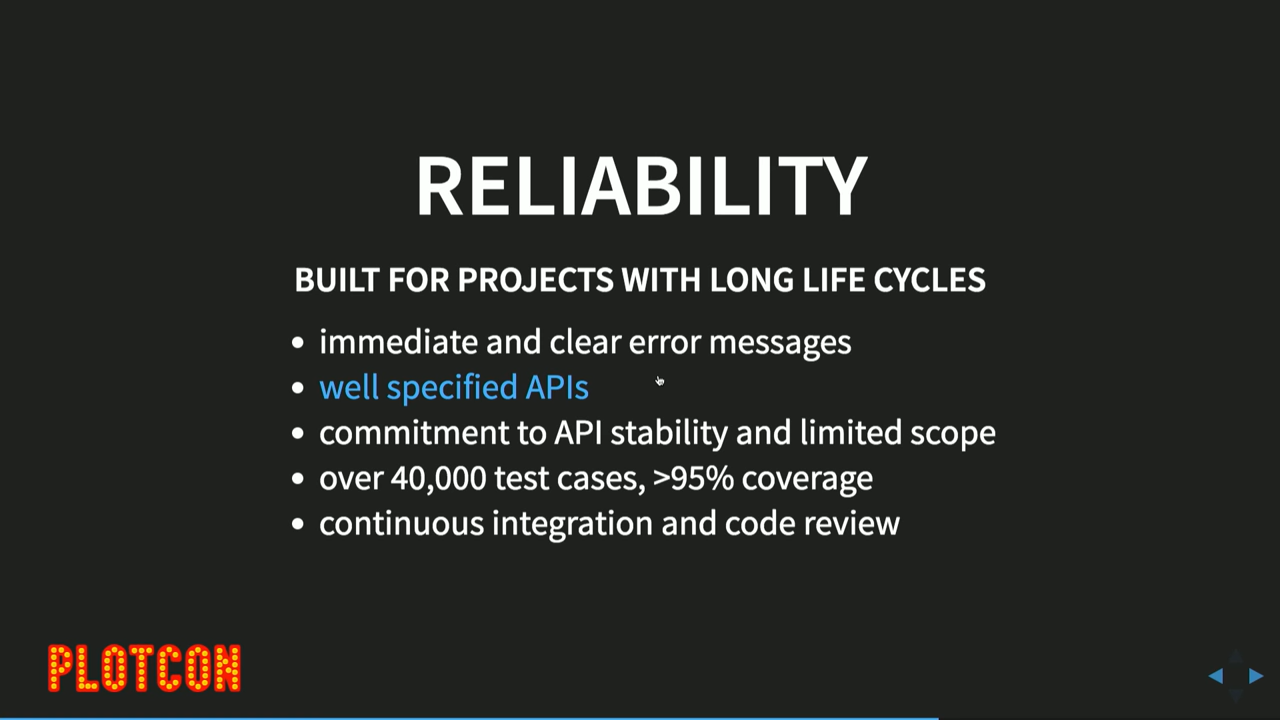 RELIABILITY
BUILT FOR PROJECTS WITH LONG LIFE CYCLES
• immediate and clear error messages
• well specified APIs
• commitment to API stability and limited scope
• over 40,000 test cases, >95% coverage
• continuous integration and code review
PLOTCON